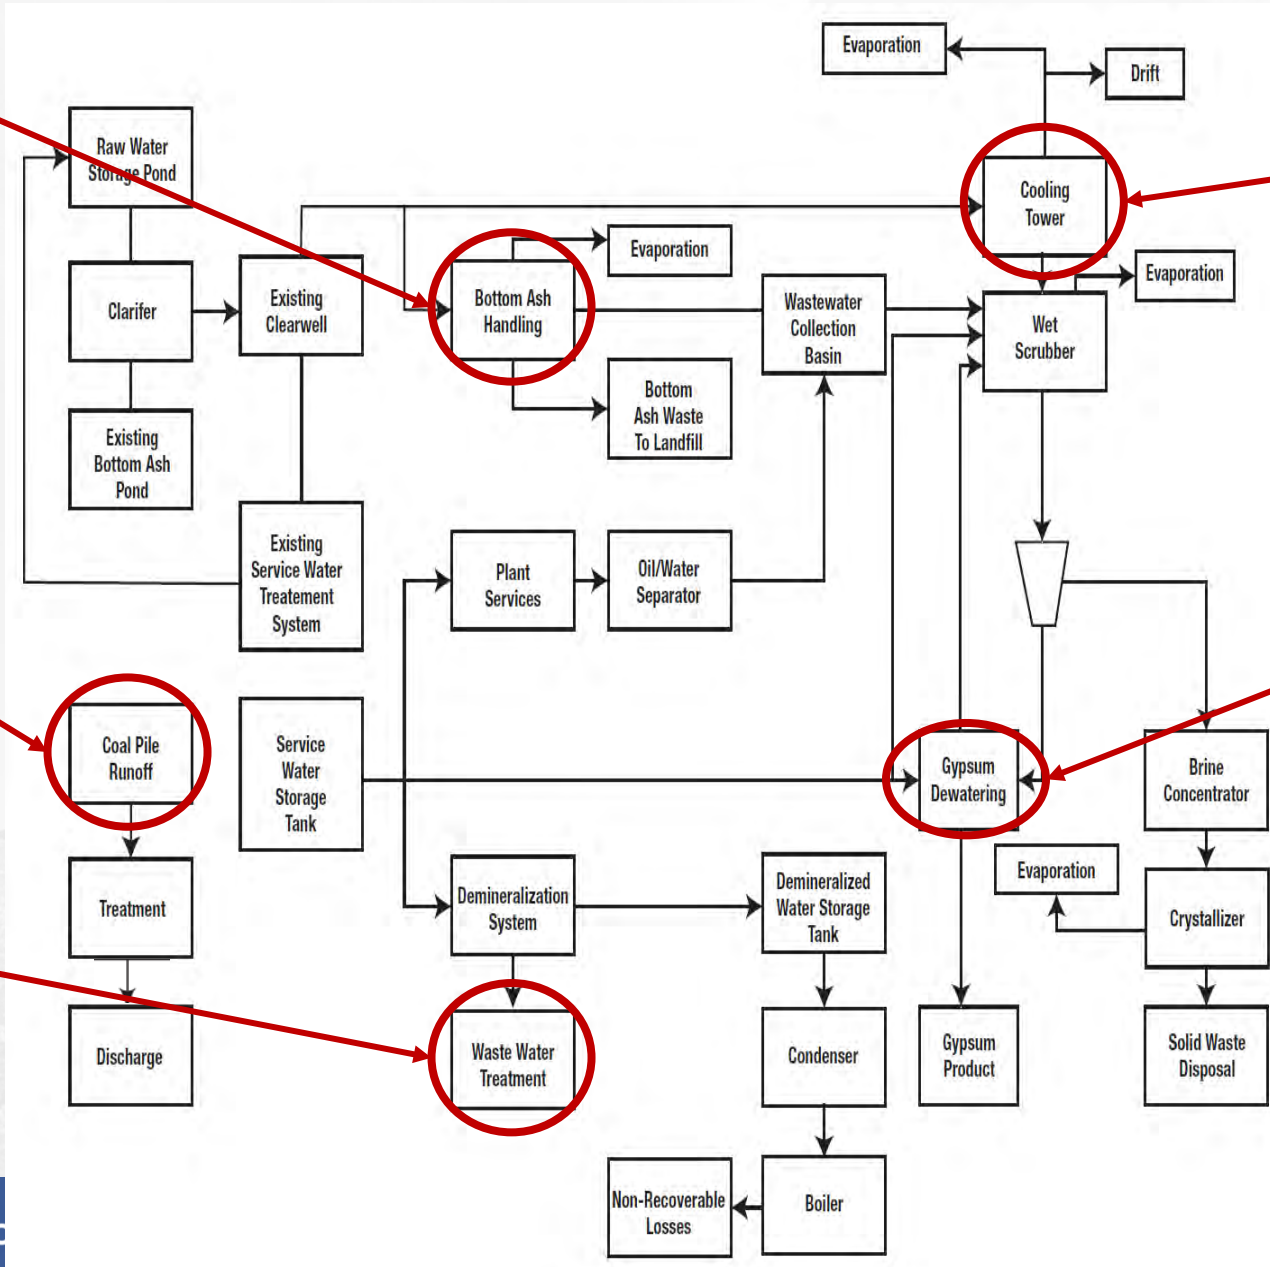 Evaporation
Drift
Raw Water
Storage Pond
Cooling
Tower
Evaporation
Evaporation
Clarifer
Existing
Clearwell
Bottom Ash
Handling
Wastewater
Collection
Basin
Wet
Scrubber
Existing
Bottom Ash
Pond
Bottom
Ash Waste
To Landfill
Existing
Service Water
Treatement
System
Plant
Services
Oil/Water
Separator
Coal Pile
Runoff
Service
Water
Storage
Tank
Gypsum
Dewatering
Brine
Concentrator
Treatment
Demineralization
System
Demineralized
Water Storage
Tank
Evaporation
Crystallizer
Discharge
Waste Water
Treatment
Condenser
Gypsum
Product
Solid Waste
Disposal
Non-Recoverable
Losses
Boiler